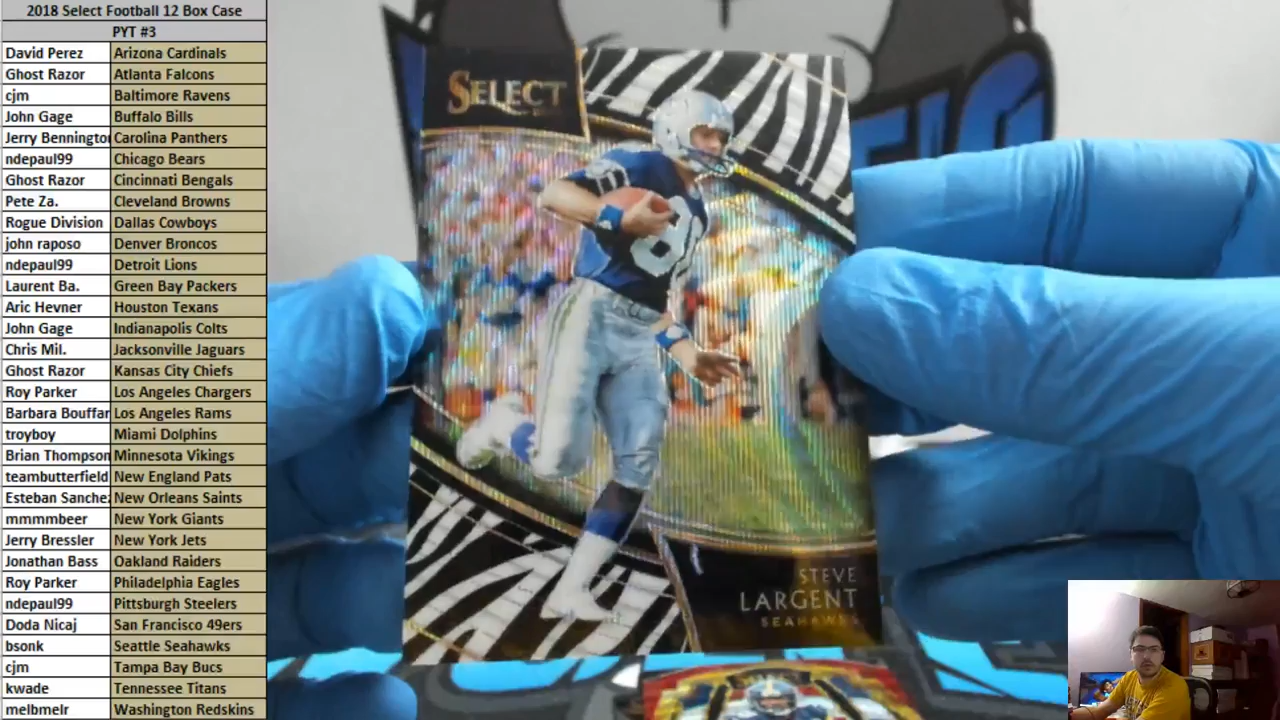 2018 Select Football 12 Box Case
PYT #3
David Perez Arizona Cardinals
Ghost Razor Atlanta Falcons
cjm Baltimore Ravens
John Gage Buffalo Bills
Jerry Benningto Carolina Panthers
ndepaul99 Chicago Bears
Ghost Razor Cincinnati Bengals
Pete Za. Cleveland Browns
Rogue Division Dallas Cowboys
john raposo Denver Broncos
ndepaul99 Detroit Lions
Laurent Ba. Green Bay Packers
Aric Hevner Houston Texans
John Gage Indianapolis Colts
Chris Mil. Jacksonville Jaguars
Ghost Razor Kansas City Chiefs
Roy Parker Los Angeles Chargers
Barbara Bouffar Los Angeles Rams
troyboy Miami Dolphins
Brian Thompson Minnesota Vikings
teambutterfield New England Pats
Esteban Sanchez New Orleans Saints
mmmmbeer New York Giants
Jerry Bressler New York Jets
Jonathan Bass Oakland Raiders
Roy Parker Philadelphia Eagles
ndepaul99 Pittsburgh Steelers
Doda Nicaj San Francisco 49ers
bsonk Seattle Seahawks
cjm Tampa Bay Bucs
kwade Tennessee Titans
melbmelr Washington Redskins
SELECT
80
STEVE
LARGENT
SEAHAWKS